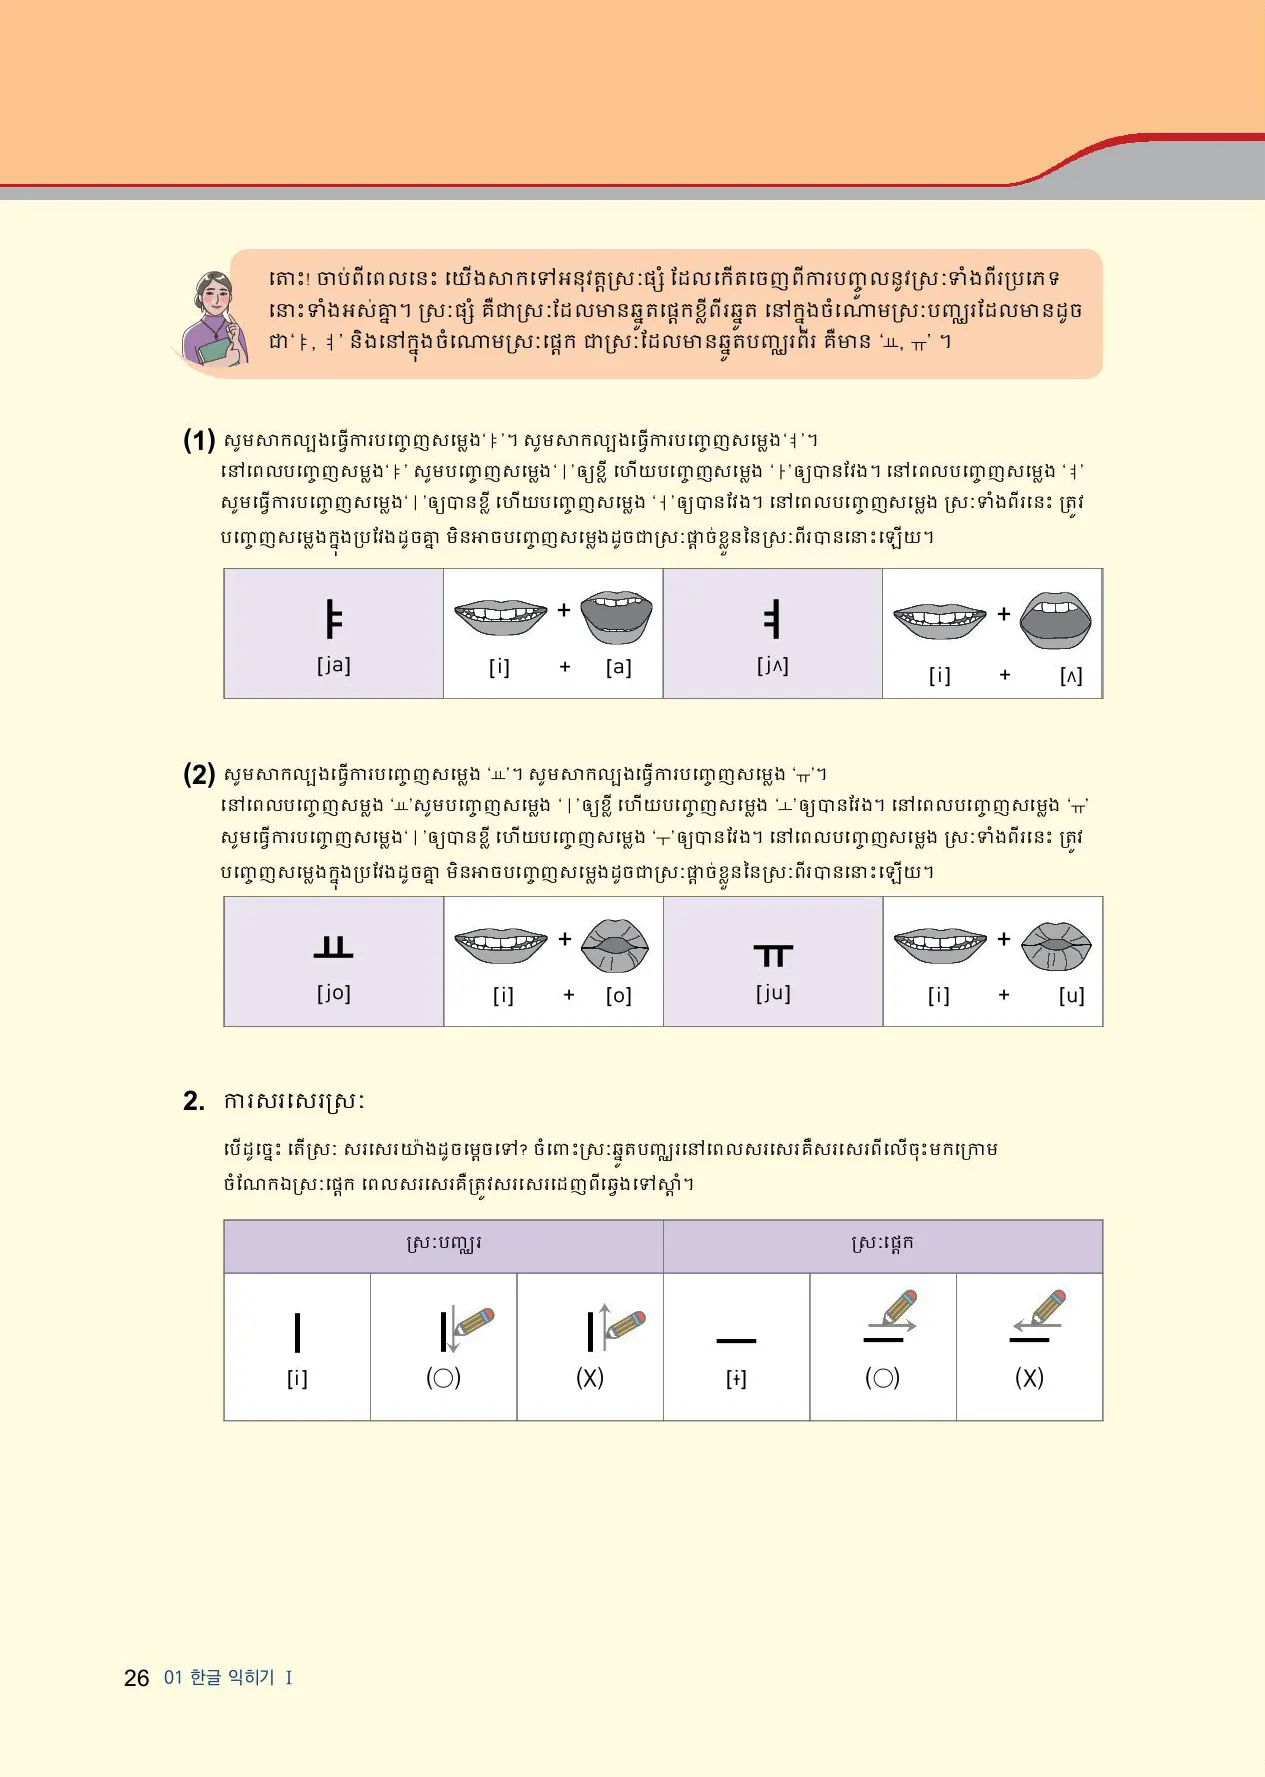 តោះ! ចាប់ពីពេលនេះ យើងសាកទៅអនុវត្តស្រៈផ្សំ ដែលកើតចេញពីការបញ្ចូលនូវស្រៈទាំងពីរប្រភេទ
នោះទាំងអស់គ្នា។ ស្រៈផ្សំ គឺជាស្រៈដែលមានឆ្នូតផ្ដេកខ្លីពីរឆ្នូត នៅក្នុងចំណោមស្រៈបញ្ឈរដែលមានដូច
ជា‘ㅑ, ㅕ’ និងនៅក្នុងចំណោមស្រៈផ្ដេក ជាស្រៈដែលមានឆ្នូតបញ្ឈរពីរ គឺមាន ‘ㅛ, ㅠ’ ។
(1) សូមសាកល្បងធ្វើការបញ្ចេញសម្លេង‘ㅑ’។ សូមសាកល្បងធ្វើការបញ្ចេញសម្លេង‘ㅕ’។
នៅពេលបញ្ចេញសម្លង‘ㅑ’ សូមបញ្ចេញសម្លេង‘ㅣ’ឲ្យខ្លី ហើយបញ្ចេញសម្លេង ‘ㅏ’ឲ្យបានវែង។ នៅពេលបញ្ចេញសម្លេង ‘ㅕ’
សូមធ្វើការបញ្ចេញសម្លេង‘ㅣ’ឲ្យបានខ្លី ហើយបញ្ចេញសម្លេង ‘ㅓ’ឲ្យបានវែង។ នៅពេលបញ្ចេញសម្លេង ស្រៈទាំងពីរនេះ ត្រូវ
បញ្ចេញសម្លេងក្នុងប្រវែងដូចគ្នា មិនអាចបញ្ចេញសម្លេងដូចជាស្រៈផ្ដាច់ខ្លួននៃស្រៈពីរបាននោះឡើយ។
ㅑ + ㅕ +
[ja] [i] + [a] [jʌ] [i] + [ʌ]
(2) សូមសាកល្បងធ្វើការបញ្ចេញសម្លេង ‘ㅛ’។ សូមសាកល្បងធ្វើការបញ្ចេញសម្លេង ‘ㅠ’។
នៅពេលបញ្ចេញសម្លង ‘ㅛ’សូមបញ្ចេញសម្លេង ‘ㅣ’ឲ្យខ្លី ហើយបញ្ចេញសម្លេង ‘ㅗ’ឲ្យបានវែង។ នៅពេលបញ្ចេញសម្លេង ‘ㅠ’
សូមធ្វើការបញ្ចេញសម្លេង‘ㅣ’ឲ្យបានខ្លី ហើយបញ្ចេញសម្លេង ‘ㅜ’ឲ្យបានវែង។ នៅពេលបញ្ចេញសម្លេង ស្រៈទាំងពីរនេះ ត្រូវ
បញ្ចេញសម្លេងក្នុងប្រវែងដូចគ្នា មិនអាចបញ្ចេញសម្លេងដូចជាស្រៈផ្ដាច់ខ្លួននៃស្រៈពីរបាននោះឡើយ។
ㅛ + ㅠ +
[jo] [i] + [o] [ju] [i] + [u]
2. ការសរសេរស្រៈ
បើដូច្នេះ តើស្រៈ សរសេរយ៉ាងដូចម្ដេចទៅ? ចំពោះស្រៈឆ្នូតបញ្ឈរនៅពេលសរសេរគឺសរសេរពីលើចុះមកក្រោម
ចំណែកឯស្រៈផ្ដេក ពេលសរសេរគឺត្រូវសរសេរដេញពីឆ្វេងទៅស្ដាំ។
ស្រៈបញ្ឈរ ស្រៈផ្ដេក
ㅣ ㅣ ㅣ ㅡ ㅡ ㅡ
[i] (○) (X) [ɨ] (○) (X)
26 01 한글 익히기 Ⅰ